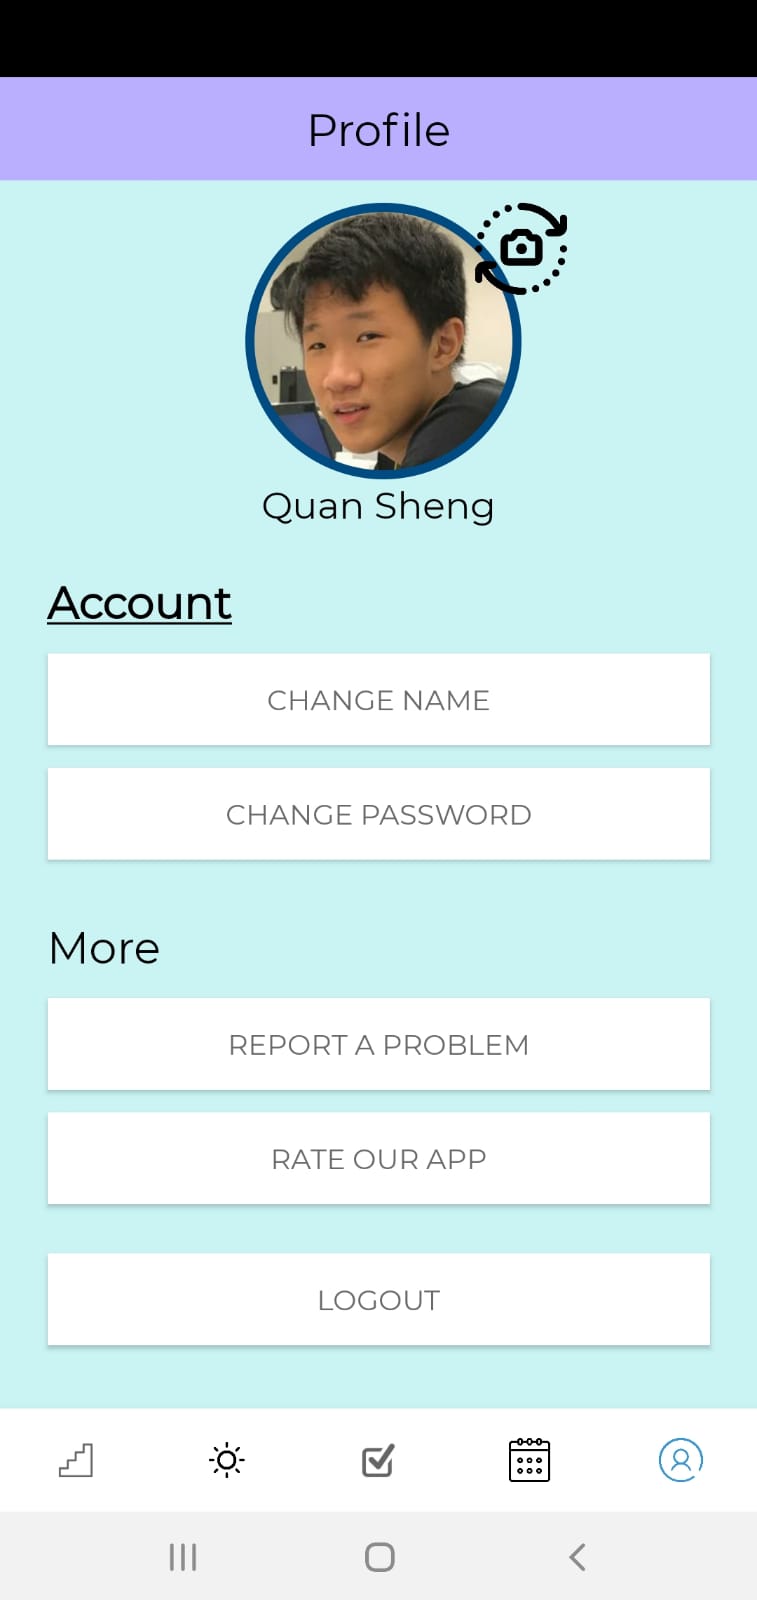 Profile
Quan Sheng
Account
CHANGE NAME
CHANGE PASSWORD
More
REPORT A PROBLEM
RATE OUR APP
LOGOUT